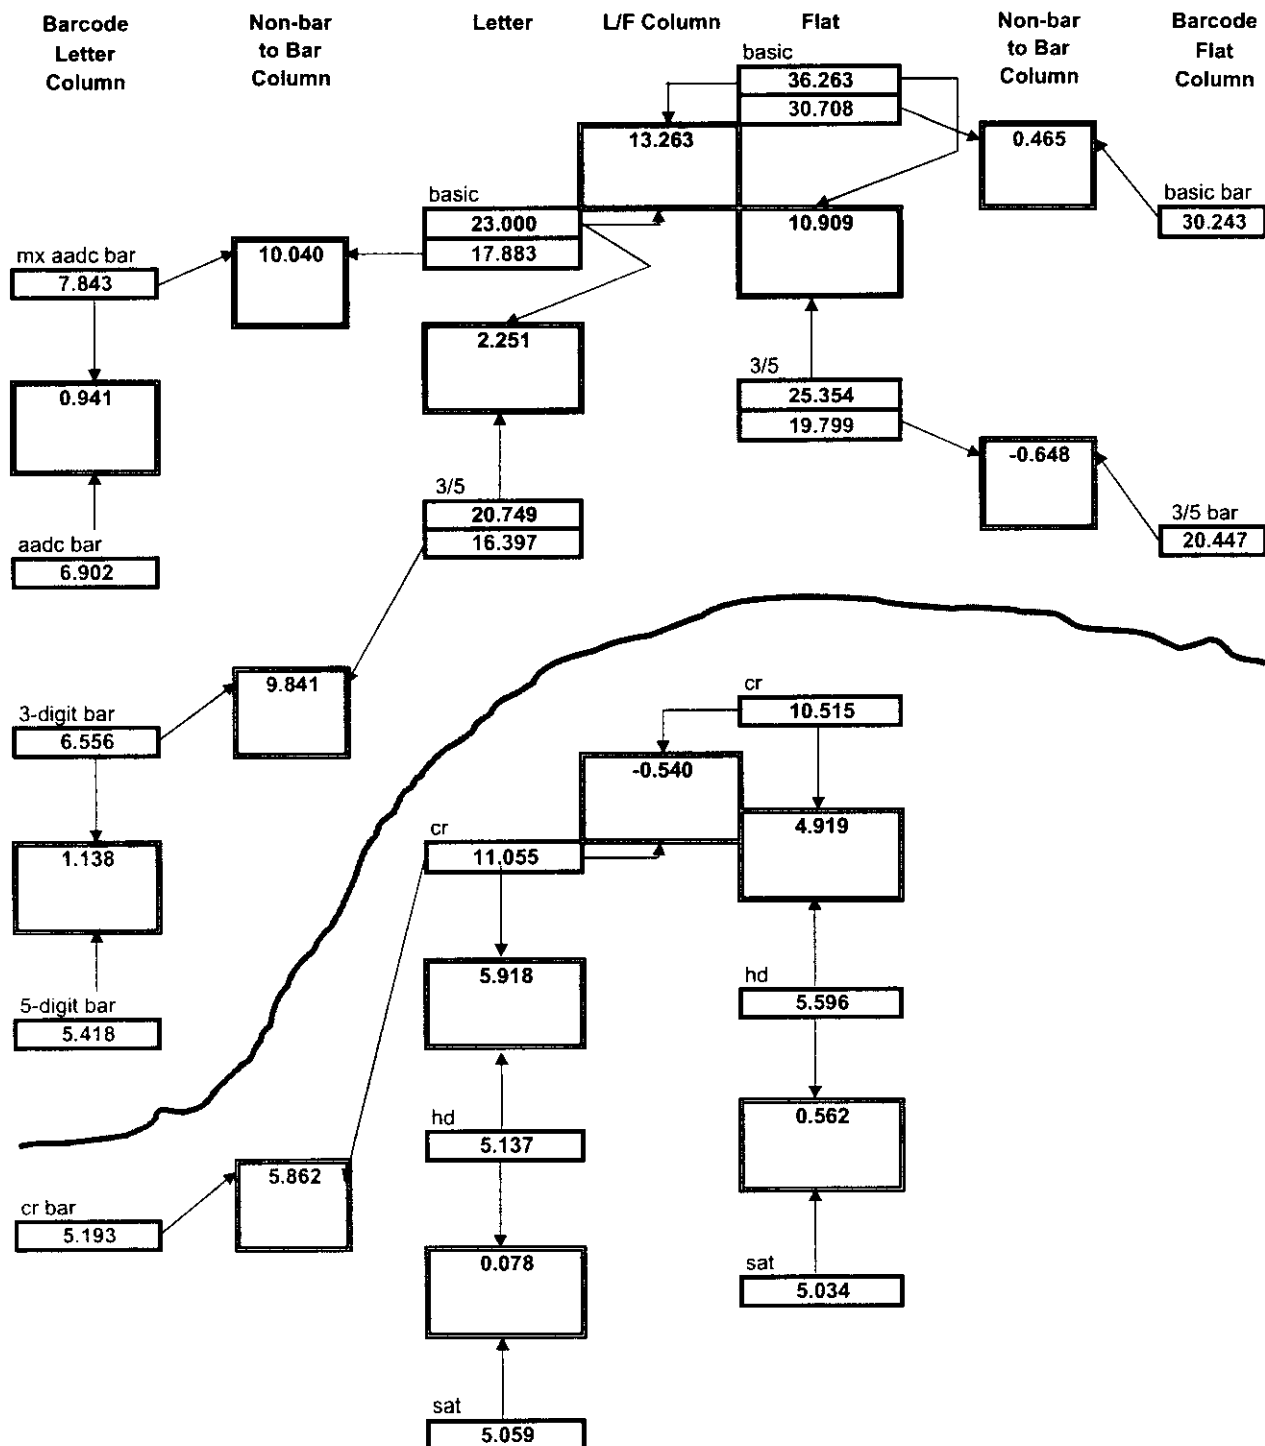 Barcode Letter Column
Non-bar to Bar Column
Letter
L/F Column
Flat
Non-bar to Bar Column
Barcode Flat Column
basic
36.263
30.708
13.263
0.465
basic
basic bar
23.000
10.909
30.243
mx aadc bar
10.040
17.883
7.843
2.251
3/5
0.941
25.354
19.799
-0.648
3/5
20.749
3/5 bar
aadc bar
16.397
20.447
6.902
9.841
cr
3-digit bar
10.515
6.556
-0.540
cr
4.919
1.138
11.055
5.918
hd
5-digit bar
5.596
5.418
hd
0.562
5.137
5.862
cr bar
5.193
0.078
sat
5.034
sat
5.059